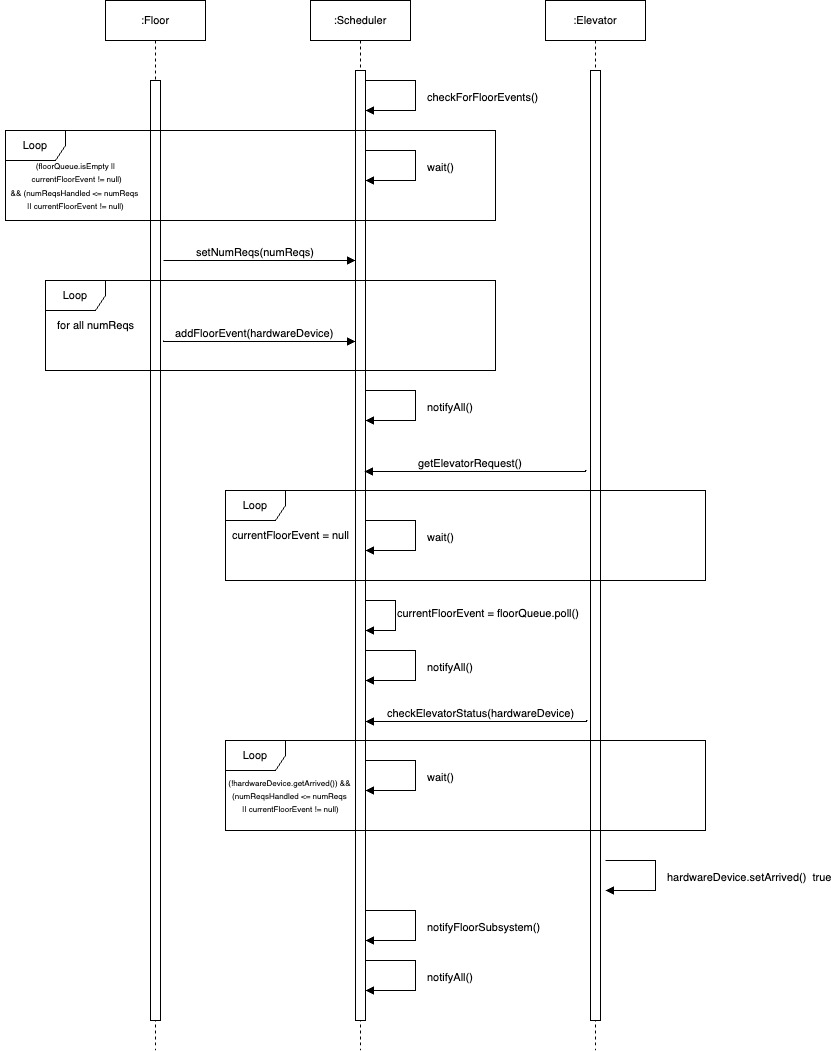 :Floor
:Scheduler
:Elevator
checkForFloorEvents()
Loop
(floorQueue.isEmpty ||
currentFloorEvent != null)
&& (numReqsHandled <= numReqs
|| currentFloorEvent != null)
wait()
setNumReqs(numReqs)
Loop
for all numReqs
addFloorEvent(hardwareDevice)
notifyAll()
getElevatorRequest()
Loop
currentFloorEvent = null
wait()
currentFloorEvent = floorQueue.poll()
notifyAll()
checkElevatorStatus(hardwareDevice)
Loop
(!hardwareDevice.getArrived()) &&
(numReqsHandled <= numReqs
|| currentFloorEvent != null)
wait()
hardwareDevice.setArrived() true
notifyFloorSubsystem()
notifyAll()